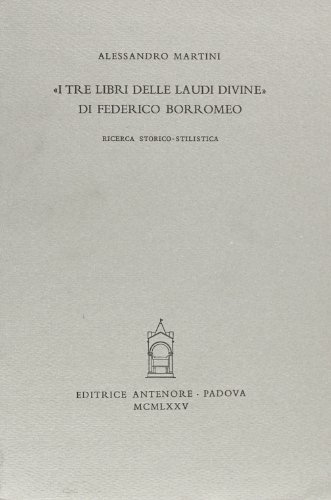 ALESSANDRO MARTINI
«I TRE LIBRI DELLE LAUDI DIVINE»
DI FEDERICO BORROMEO
RICERCA STORICO-STILISTICA
EDITRICE ANTENORE · PADOVA
MCMLXXV